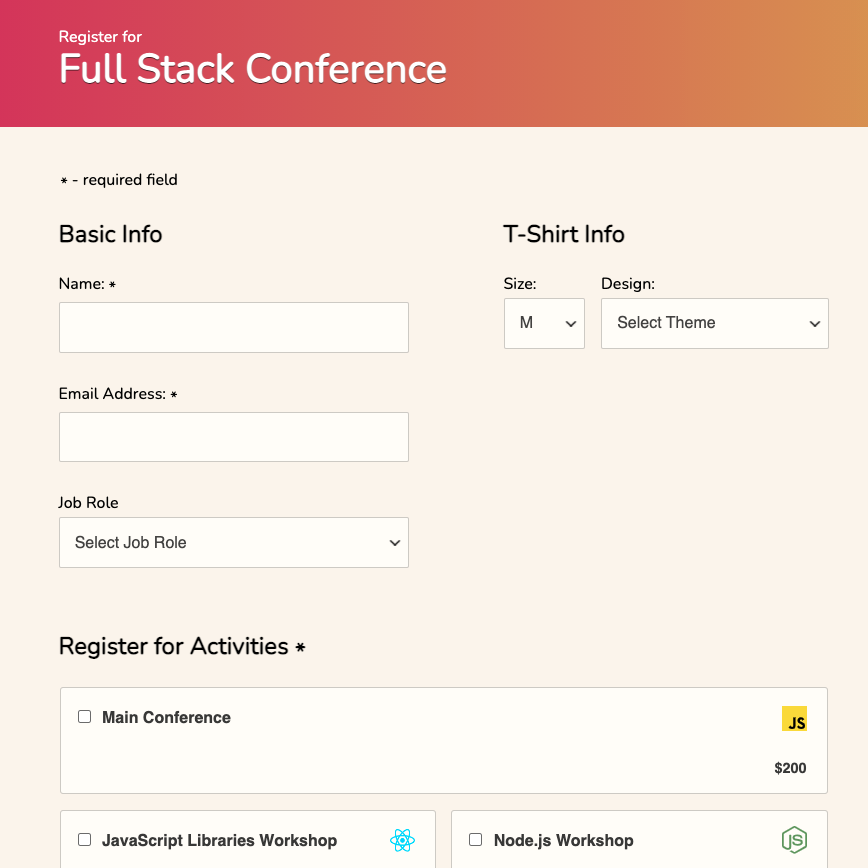 Register for
Full Stack Conference
* - required field
Basic Info
Name: *
Email Address: *
Job Role
Select Job Role
T-Shirt Info
Size:
M
Design:
Select Theme
Register for Activities *
Main Conference
JS
$200
JavaScript Libraries Workshop
Node.js Workshop
JS